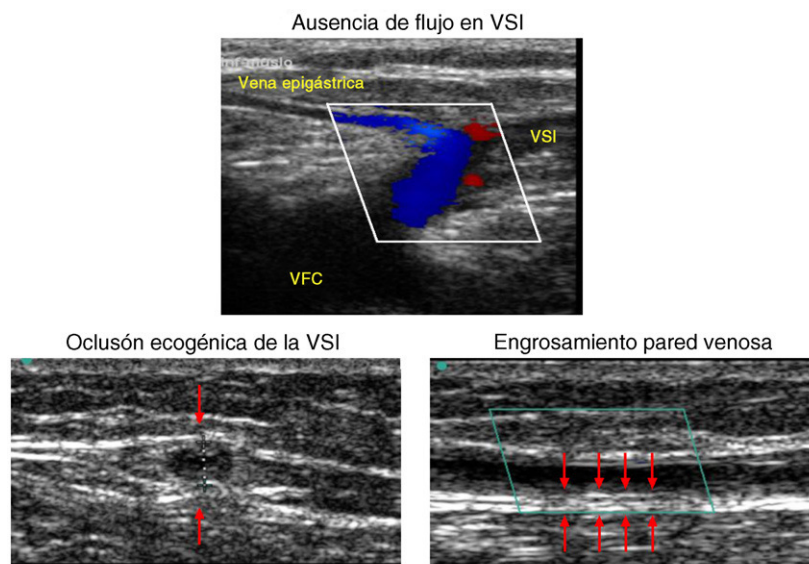 Ausencia de flujo en VSI
Vena epigástrica
VSI
VFC
Oclusón ecogénica de la VSI
Engrosamiento pared venosa